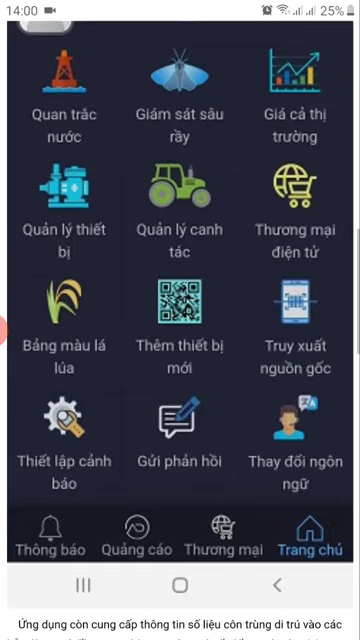 14:00 25%
Quan trắc nước
Giám sát sâu rầy
Giá cả thị trường
Quản lý thiết bị
Quản lý canh tác
Thương mại điện tử
Bảng màu lá lúa
Thêm thiết bị mới
Truy xuất nguồn gốc
Thiết lập cảnh báo
Gửi phản hồi
Thay đổi ngôn ngữ
Thông báo Quảng cáo Thương mại Trang chủ
Ứng dụng còn cung cấp thông tin số liệu côn trùng di trú vào các